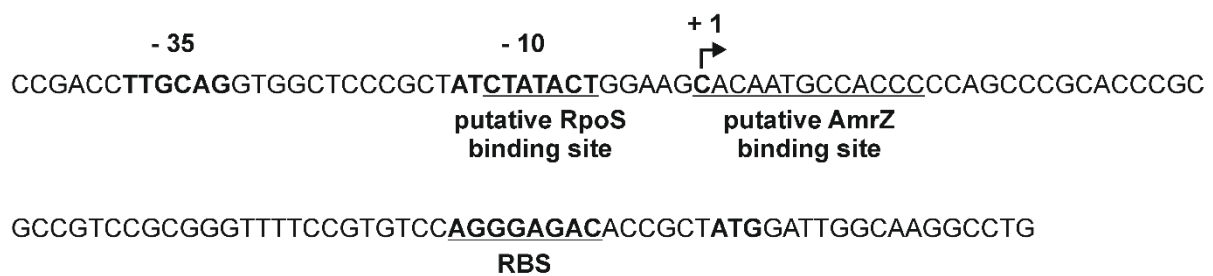 + 1
- 35 - 10
CCGACCTTGCAGGTGGCTCCCGCTATCTATACTGGAAGCACAATGCCACCCCCAGCCCGCACCCGC
putative RpoS putative AmrZ
binding site binding site
GCCGTCCGCGGGTTTTCCGTGTCCAGGGAGACACCGCTATGGATTGGCAAGGCCTG
RBS